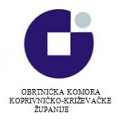 OBRTNIČKA KOMORA
KOPRIVNIČKO-KRIŽEVAČKE
ŽUPANIJE